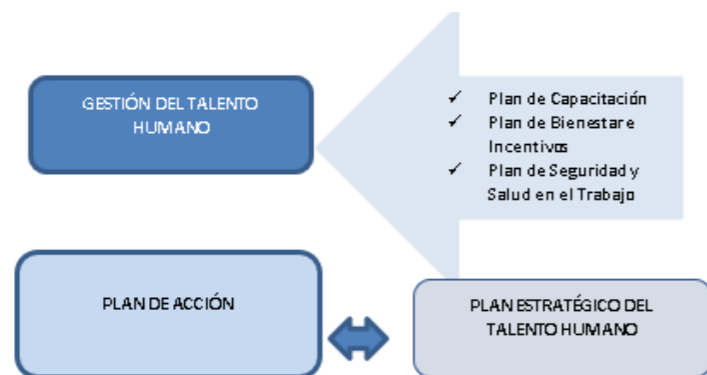 GESTIÓN DEL TALENTO
HUMANO
✓ Plan de Capacitación
✓ Plan de Bienestar e
Incentivos
✓ Plan de Seguridad y
Salud en el Trabajo
PLAN DE ACCIÓN
PLAN ESTRATÉGICO DEL
TALENTO HUMANO